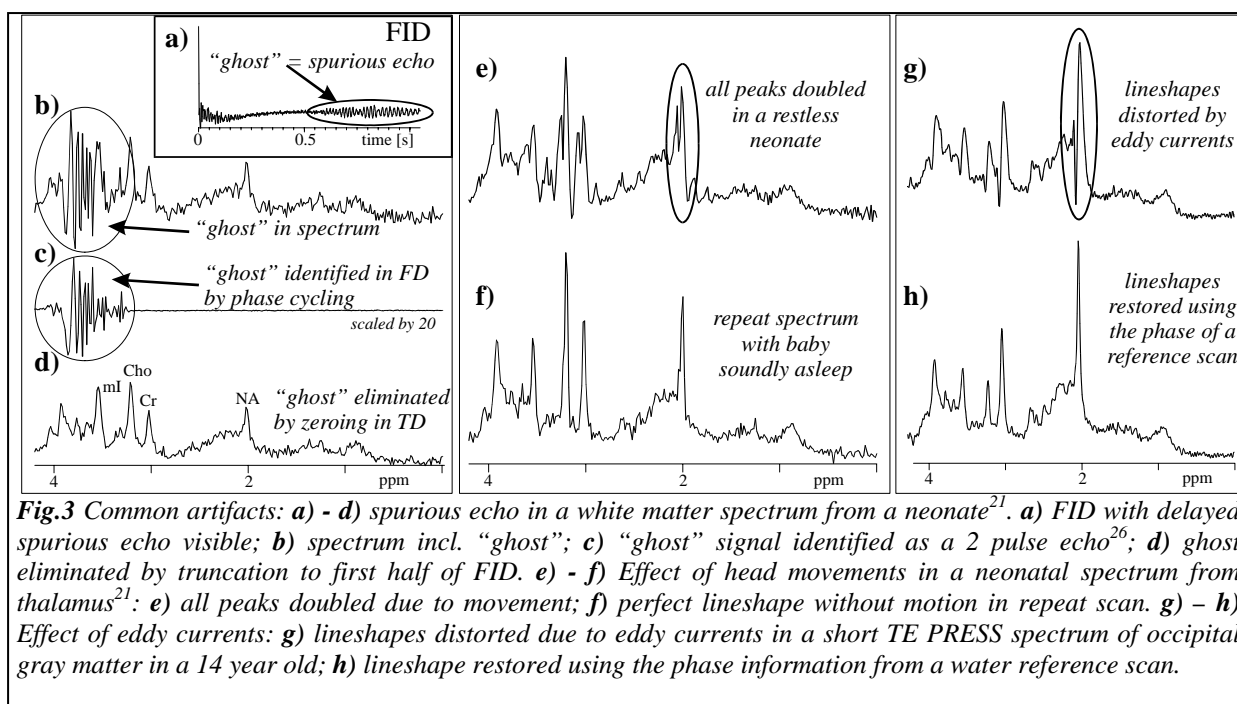 FID
a)
“ghost” = spurious echo
0
0.5
time [s]
b)
“ghost” in spectrum
c)
“ghost” identified in FD
by phase cycling
scaled by 20
d)
mI
Cho
Cr
NA
“ghost” eliminated
by zeroing in TD
4
2
ppm
e)
all peaks doubled
in a restless
neonate
f)
repeat spectrum
with baby
soundly asleep
4
2
ppm
g)
lineshapes
distorted by
eddy currents
h)
lineshapes
restored using
the phase of a
reference scan
4
2
ppm
Fig.3 Common artifacts: a) - d) spurious echo in a white matter spectrum from a neonate21. a) FID with delayed
spurious echo visible; b) spectrum incl. “ghost”; c) “ghost” signal identified as a 2 pulse echo26; d) ghost
eliminated by truncation to first half of FID. e) - f) Effect of head movements in a neonatal spectrum from
thalamus21: e) all peaks doubled due to movement; f) perfect lineshape without motion in repeat scan. g) – h)
Effect of eddy currents: g) lineshapes distorted due to eddy currents in a short TE PRESS spectrum of occipital
gray matter in a 14 year old; h) lineshape restored using the phase information from a water reference scan.